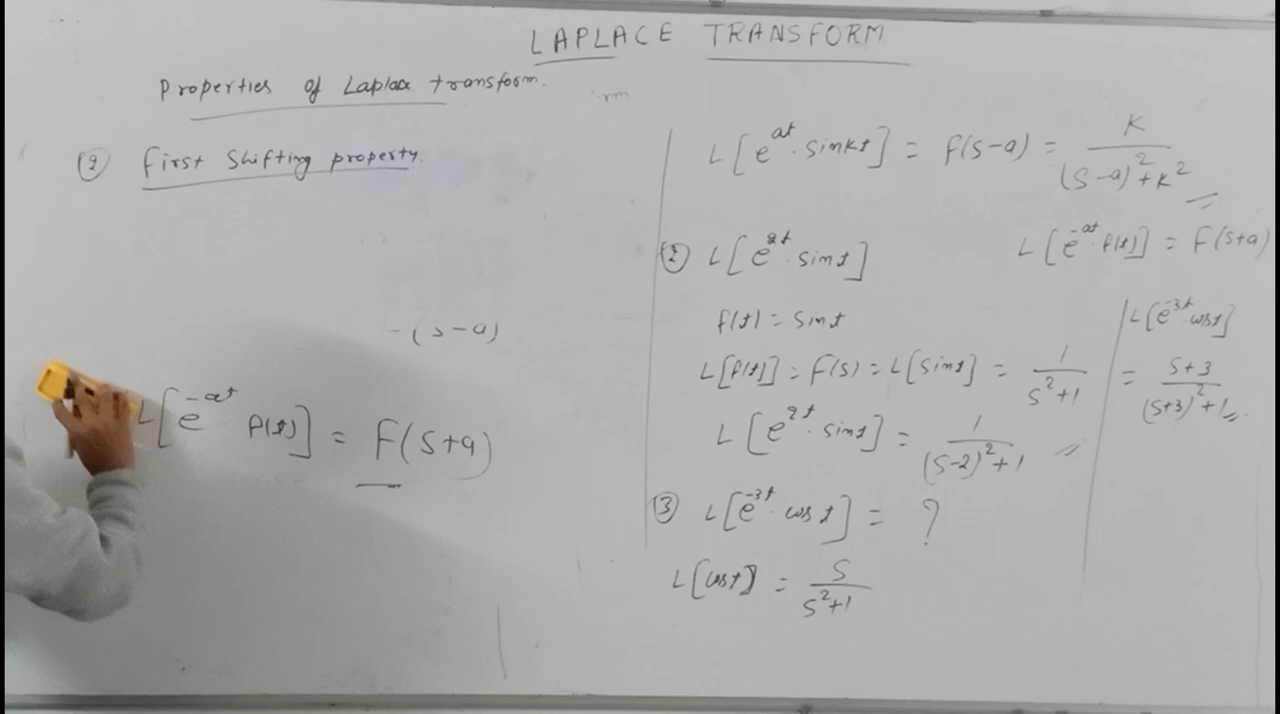 LAPLACE TRANSFORM
Properties of Laplace transform.
(2) First Shifting property.
-(s-a)
L[e^{-at}. f(t)] = F(s+a)
L[e^{at}. sinkt] = f(s-a) = K/((s-a)^2+K^2)
(2) L[e^{2t}. sint]
L[e^{-at}. f(t)] = F(s+a)
f(t) = sint
L[f(t)] = F(s) = L[sint] = 1/(s^2+1)
L[e^{2t}. sint] = 1/((s-2)^2+1)
L[e^{-3t}. cost]
= s+3/((s+3)^2+1)
(3) L[e^{-3t}. cost] = ?
L[cost] = s/(s^2+1)